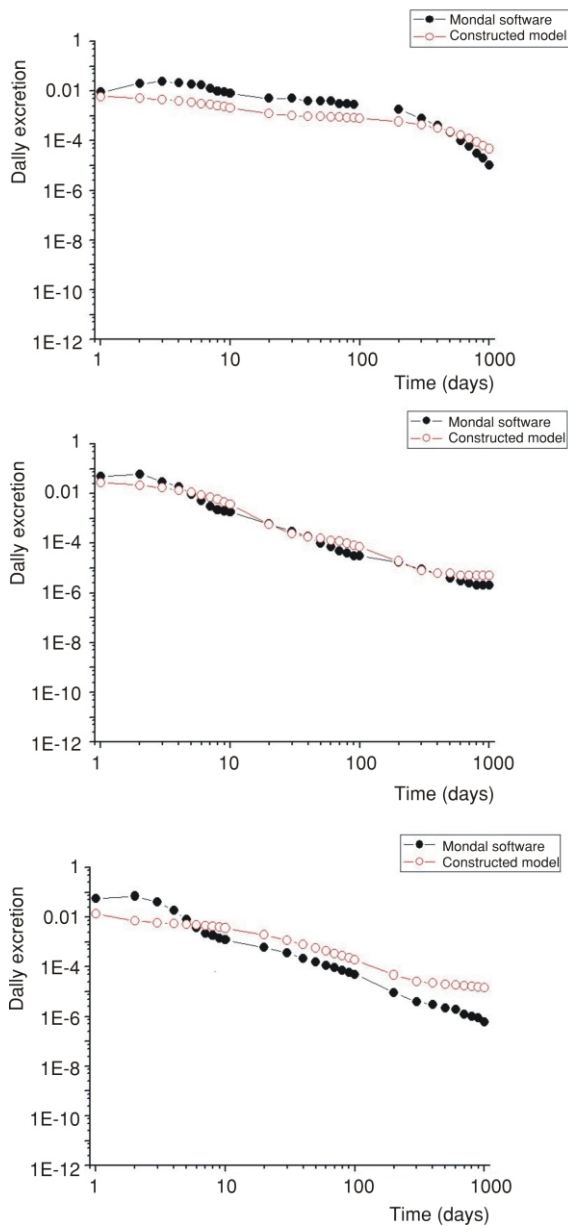 Mondal software
Constructed model
1
0.01
1E-4
1E-6
1E-8
1E-10
1E-12
Daily excretion
1 10 100 1000
Time (days)
Mondal software
Constructed model
1
0.01
1E-4
1E-6
1E-8
1E-10
1E-12
Daily excretion
1 10 100 1000
Time (days)
Mondal software
Constructed model
1
0.01
1E-4
1E-6
1E-8
1E-10
1E-12
Daily excretion
1 10 100 1000
Time (days)